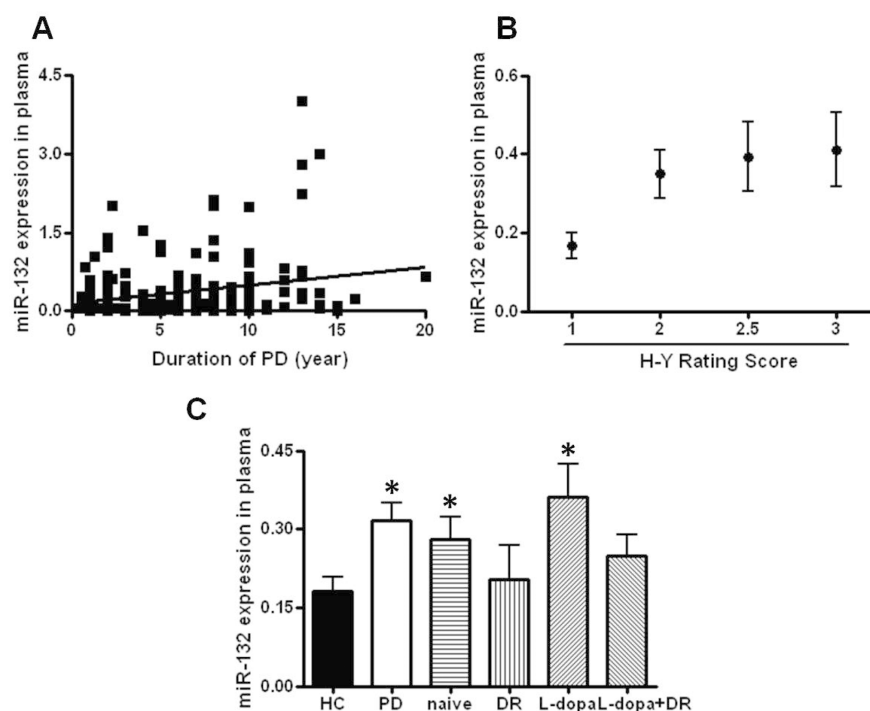 A
miR-132 expression in plasma
4.5
3.0
1.5
0.0
0 5 10 15 20
Duration of PD (year)
B
miR-132 expression in plasma
0.6
0.4
0.2
0.0
1 2 2.5 3
H-Y Rating Score
C
miR-132 expression in plasma
0.45
0.30
0.15
0.00
* * *
HC PD naive DR L-dopa L-dopa+DR